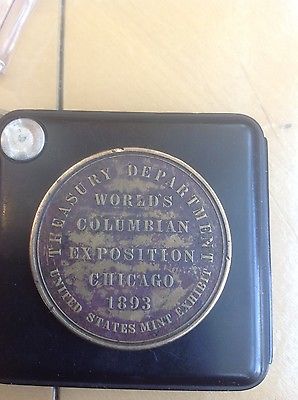 TREASURY DEPARTMENT
WORLD'S
COLUMBIAN
EXPOSITION
CHICAGO
1893
UNITED STATES MINT EXHIBIT